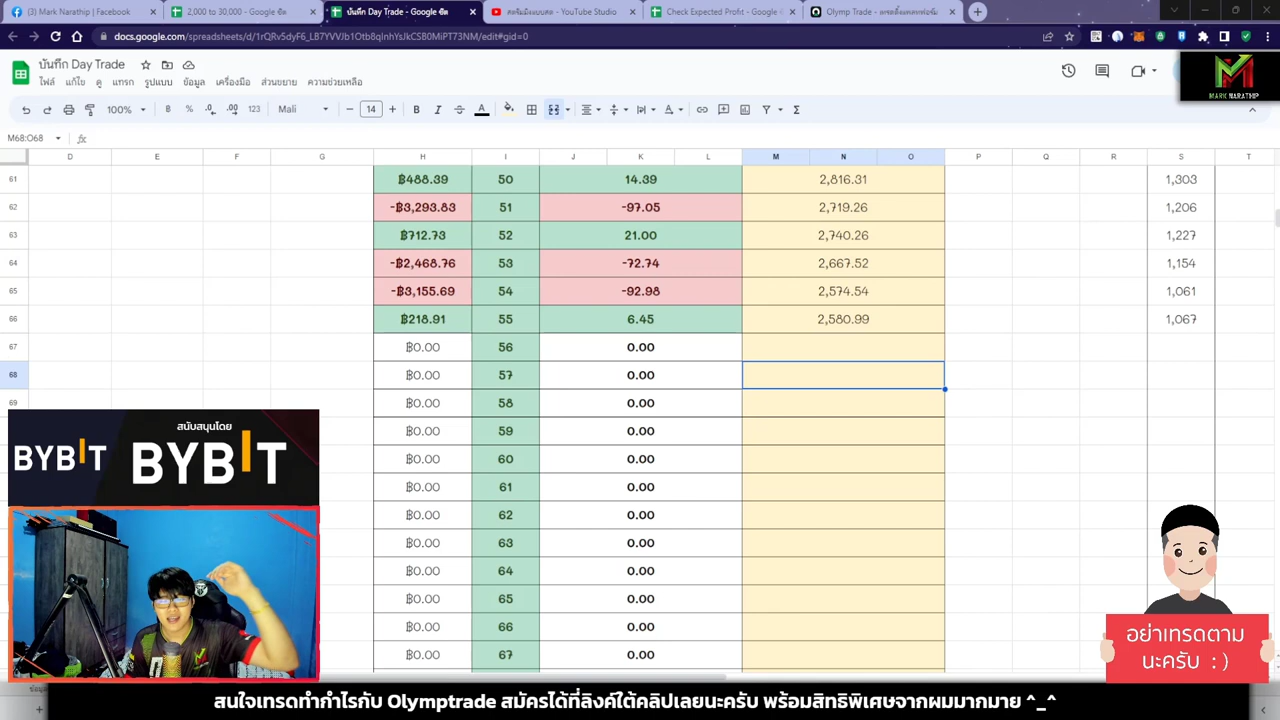 (3) Mark Narathip | Facebook
2,000 to 30,000 - Google ชีต
บันทึก Day Trade - Google ชีต
คอร์สมืงแบบสด - YouTube Studio
Check Expected Profit - Google
Olymp Trade -
บันทึก Day Trade
ไฟล์ แก้ไข ดู แทรก รูปแบบ ข้อมูล เครื่องมือ ส่วนขยาย ความช่วยเหลือ
100% % .0 .00 123 Mali 14 B I A
MARK NARATHIP
M68:O68 fx
D E F G H I J K L M N O P Q R S T
61 ฿488.39 50 14.39 2,816.31 1,303
62 -฿3,293.83 51 -97.05 2,719.26 1,206
63 ฿712.73 52 21.00 2,740.26 1,227
64 -฿2,468.76 53 -72.74 2,667.52 1,154
65 -฿3,155.69 54 -92.98 2,574.54 1,061
66 ฿218.91 55 6.45 2,580.99 1,067
67 ฿0.00 56 0.00
68 ฿0.00 57 0.00
69 ฿0.00 58 0.00
฿0.00 59 0.00
฿0.00 60 0.00
฿0.00 61 0.00
฿0.00 62 0.00
฿0.00 63 0.00
฿0.00 64 0.00
฿0.00 65 0.00
฿0.00 66 0.00
฿0.00 67 0.00
สนับสนุนโดย
BYBIT BYBIT
อย่าเทรดตาม
นะครับ : )
สนใจเทรดทำกำไรกับ Olymptrade สมัครได้ที่ลิงค์ใต้คลิปเลยนะครับ พร้อมสิทธิพิเศษจากผมมากมาย ^_^